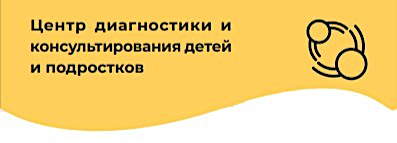 Центр диагностики и
консультирования детей
и подростков